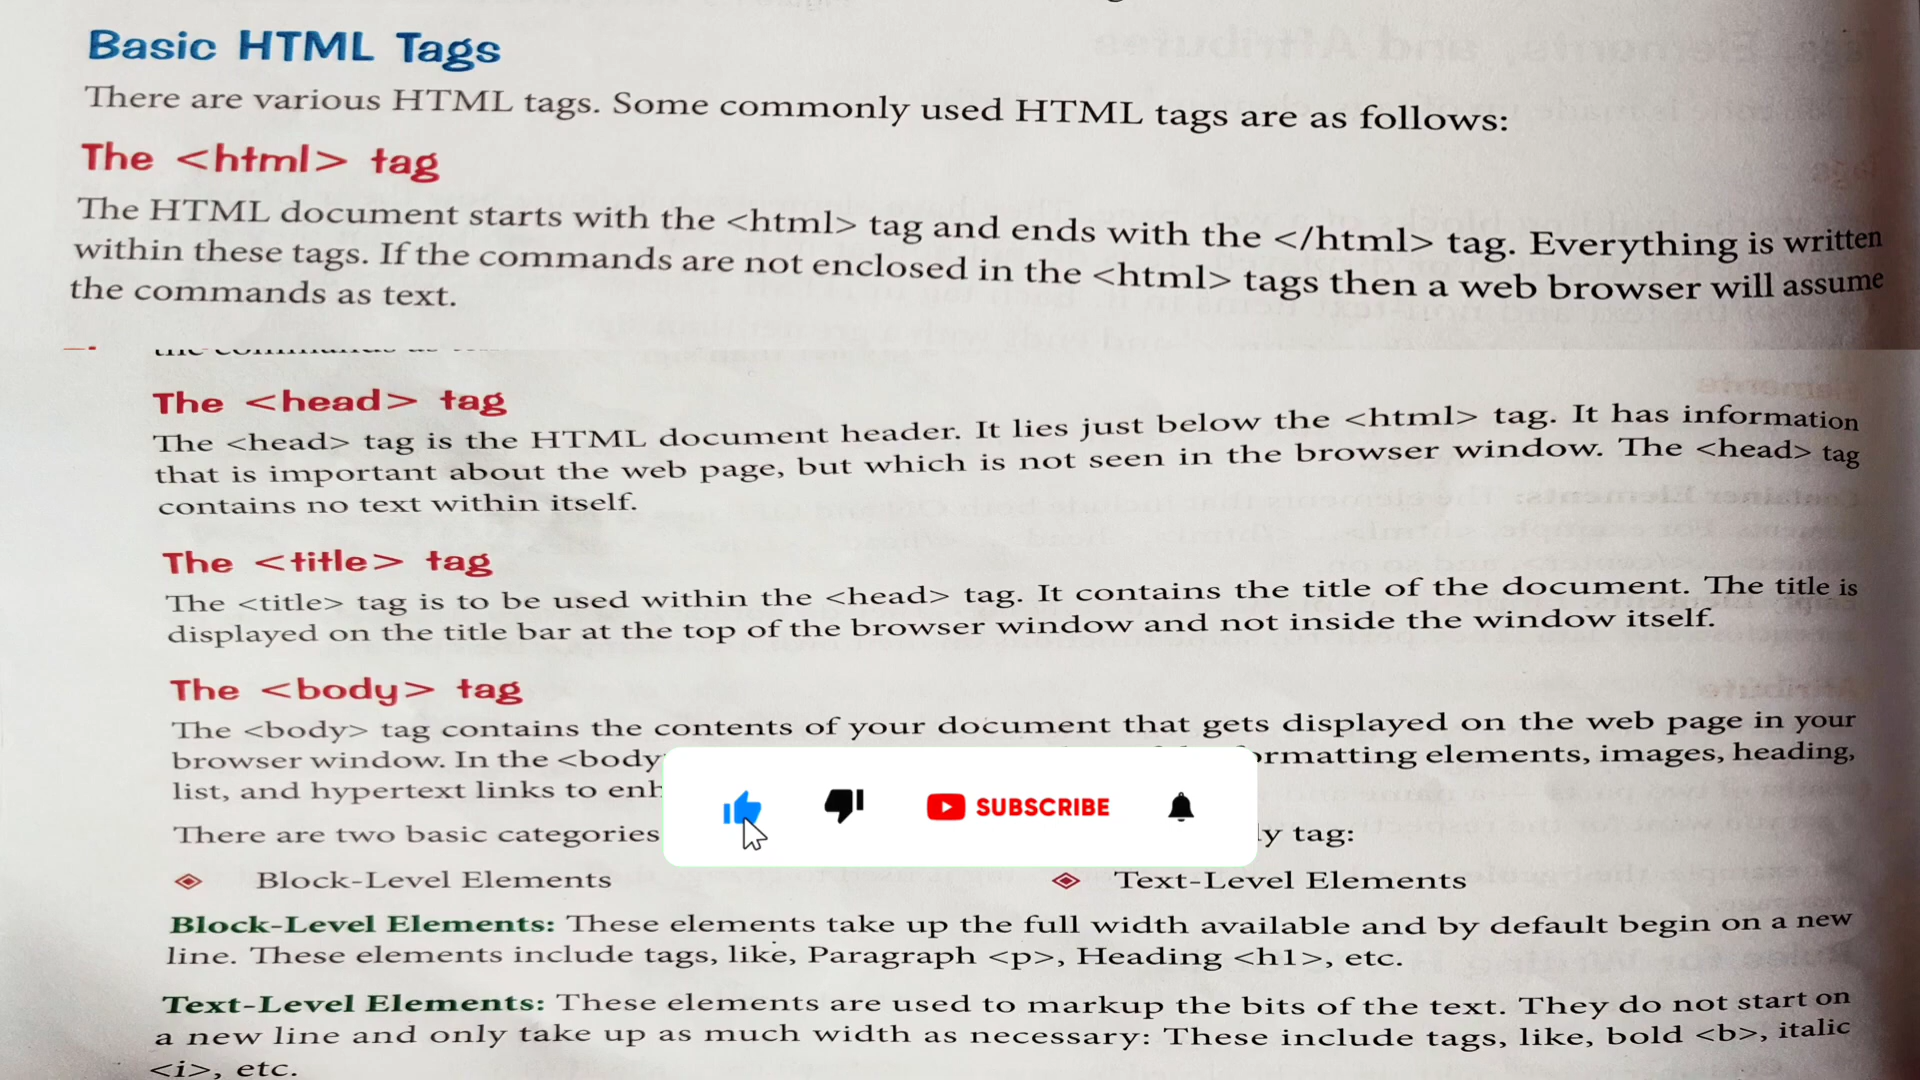 Basic HTML Tags
There are various HTML tags. Some commonly used HTML tags are as follows:
The <html> tag
The HTML document starts with the <html> tag and ends with the </html> tag. Everything is written
within these tags. If the commands are not enclosed in the <html> tags then a web browser will assume
the commands as text.
The <head> tag
The <head> tag is the HTML document header. It lies just below the <html> tag. It has information
that is important about the web page, but which is not seen in the browser window. The <head> tag
contains no text within itself.
The <title> tag
The <title> tag is to be used within the <head> tag. It contains the title of the document. The title is
displayed on the title bar at the top of the browser window and not inside the window itself.
The <body> tag
The <body> tag contains the contents of your document that gets displayed on the web page in your
browser window. In the <body elements, images, heading,
list, and hypertext links to
SUBSCRIBE
There are two basic categories tag:
Block-Level Elements
Text-Level Elements
Block-Level Elements: These elements take up the full width available and by default begin on a new
line. These elements include tags, like, Paragraph <p>, Heading <h1>, etc.
Text-Level Elements: These elements are used to markup the bits of the text. They do not start on
a new line and only take up as much width as necessary: These include tags, like, bold <b>, italic
<i>, etc.